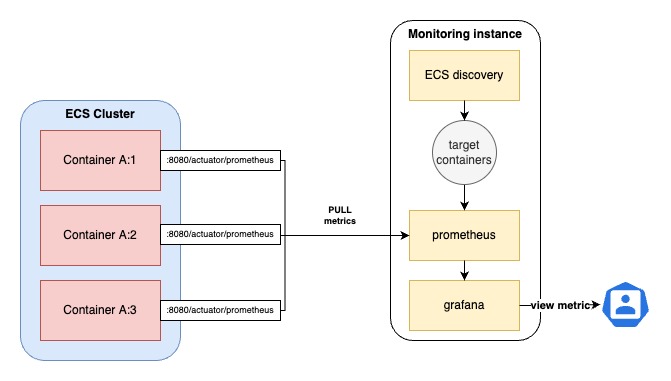 Monitoring instance
ECS discovery
target
containers
prometheus
grafana
view metric
ECS Cluster
Container A:1
:8080/actuator/prometheus
Container A:2
:8080/actuator/prometheus
Container A:3
:8080/actuator/prometheus
PULL
metrics